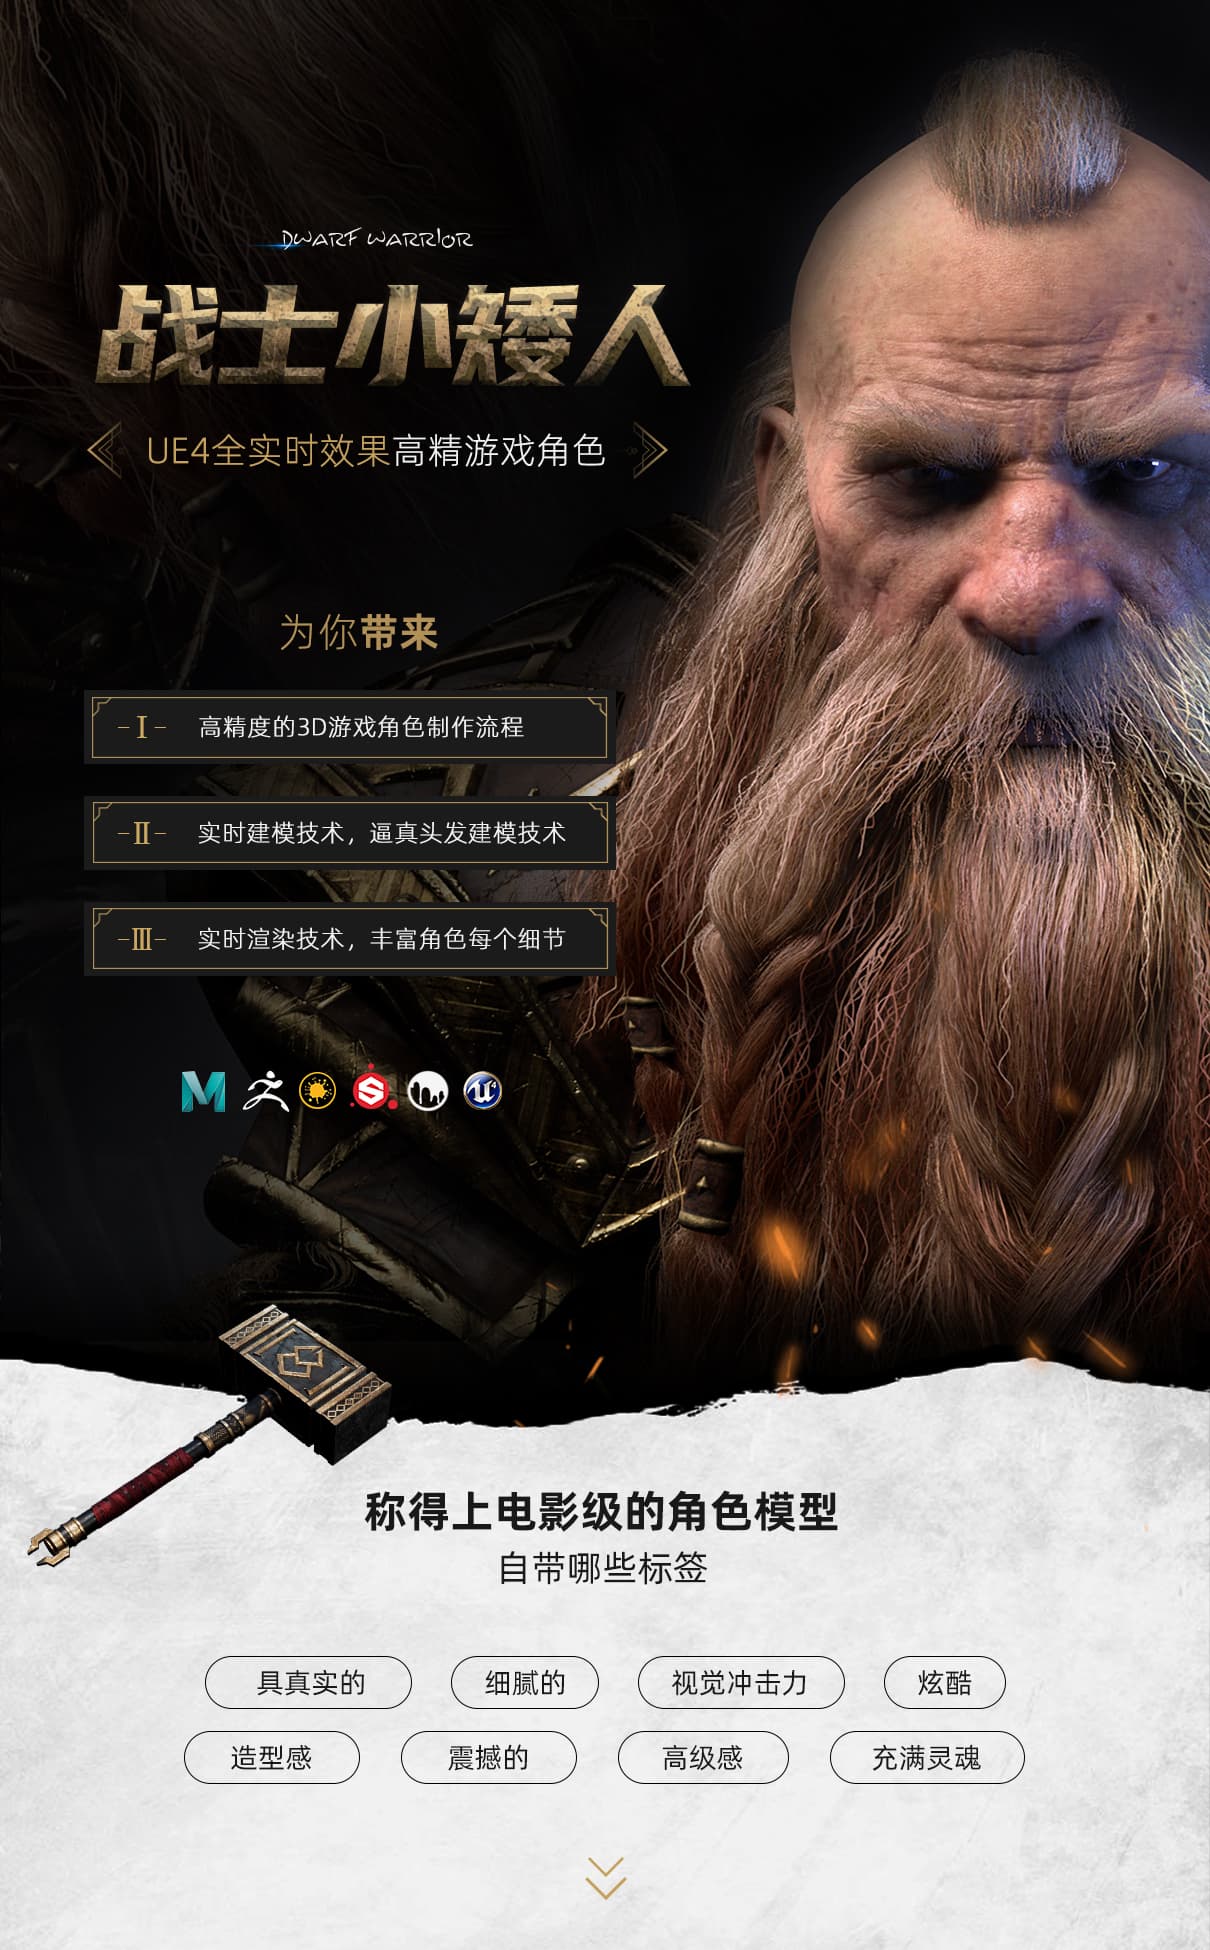 DWARF WARRIOR
战士小矮人
UE4全实时效果高精游戏角色
为你带来
I 高精度的3D游戏角色制作流程
II 实时建模技术，逼真头发建模技术
III 实时渲染技术，丰富角色每个细节
称得上电影级的角色模型
自带哪些标签
具真实的 细腻的 视觉冲击力 炫酷
造型感 震撼的 高级感 充满灵魂